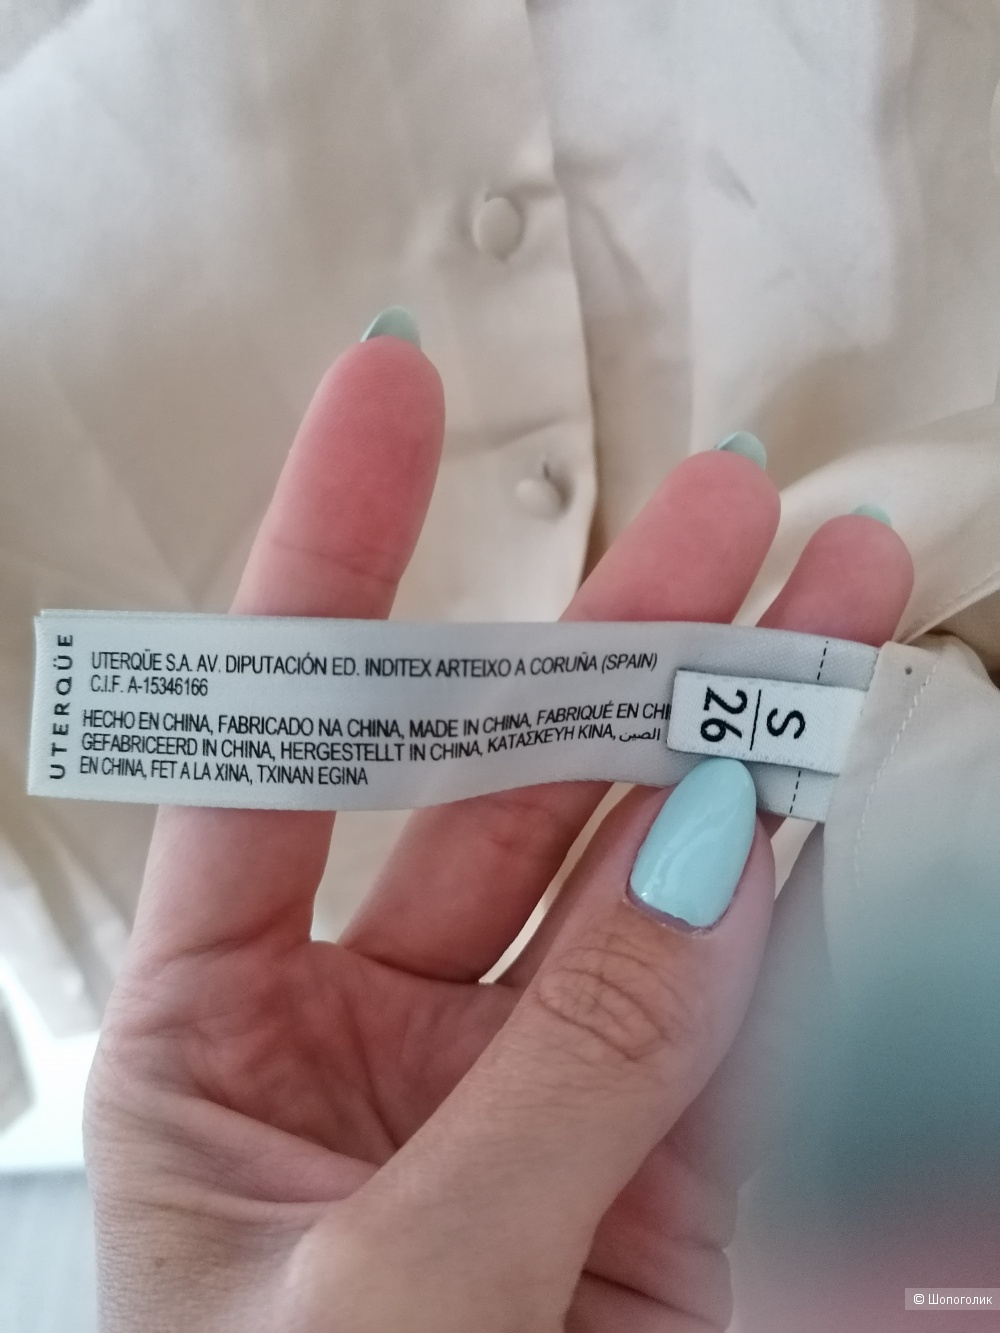 UTERQÜE
UTERQÜE S.A. AV. DIPUTACIÓN ED. INDITEX ARTEIXO A CORUÑA (SPAIN)
C.I.F. A-15346166
HECHO EN CHINA, FABRICADO NA CHINA, MADE IN CHINA, FABRIQUÉ EN CHI
GEFABRICEERD IN CHINA, HERGESTELLT IN CHINA, ΚΑΤΑΣΚΕΥΗ ΚΙΝΑ, الصين
EN CHINA, FET A LA XINA, TXINAN EGINA
S
26
© Шопоголик